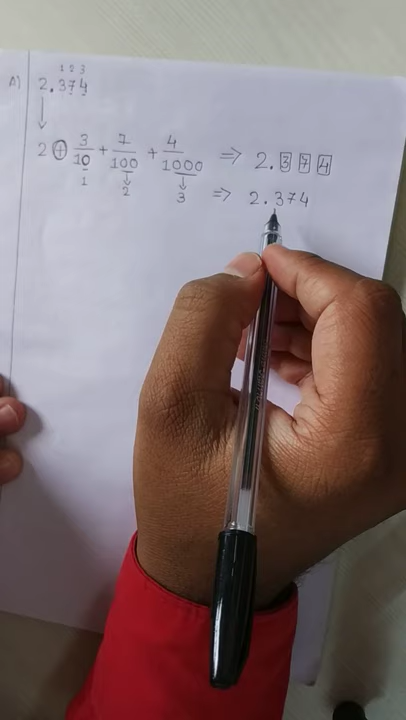 1 2 3
A) 2.374
↓
2 ⊕ 3/10 + 7/100 + 4/1000 ⇒ 2.374
1 2 3 ⇒ 2.374